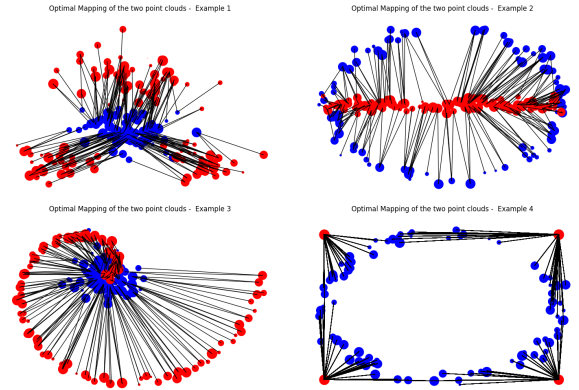 Optimal Mapping of the two point clouds - Example 1
Optimal Mapping of the two point clouds - Example 2
Optimal Mapping of the two point clouds - Example 3
Optimal Mapping of the two point clouds - Example 4